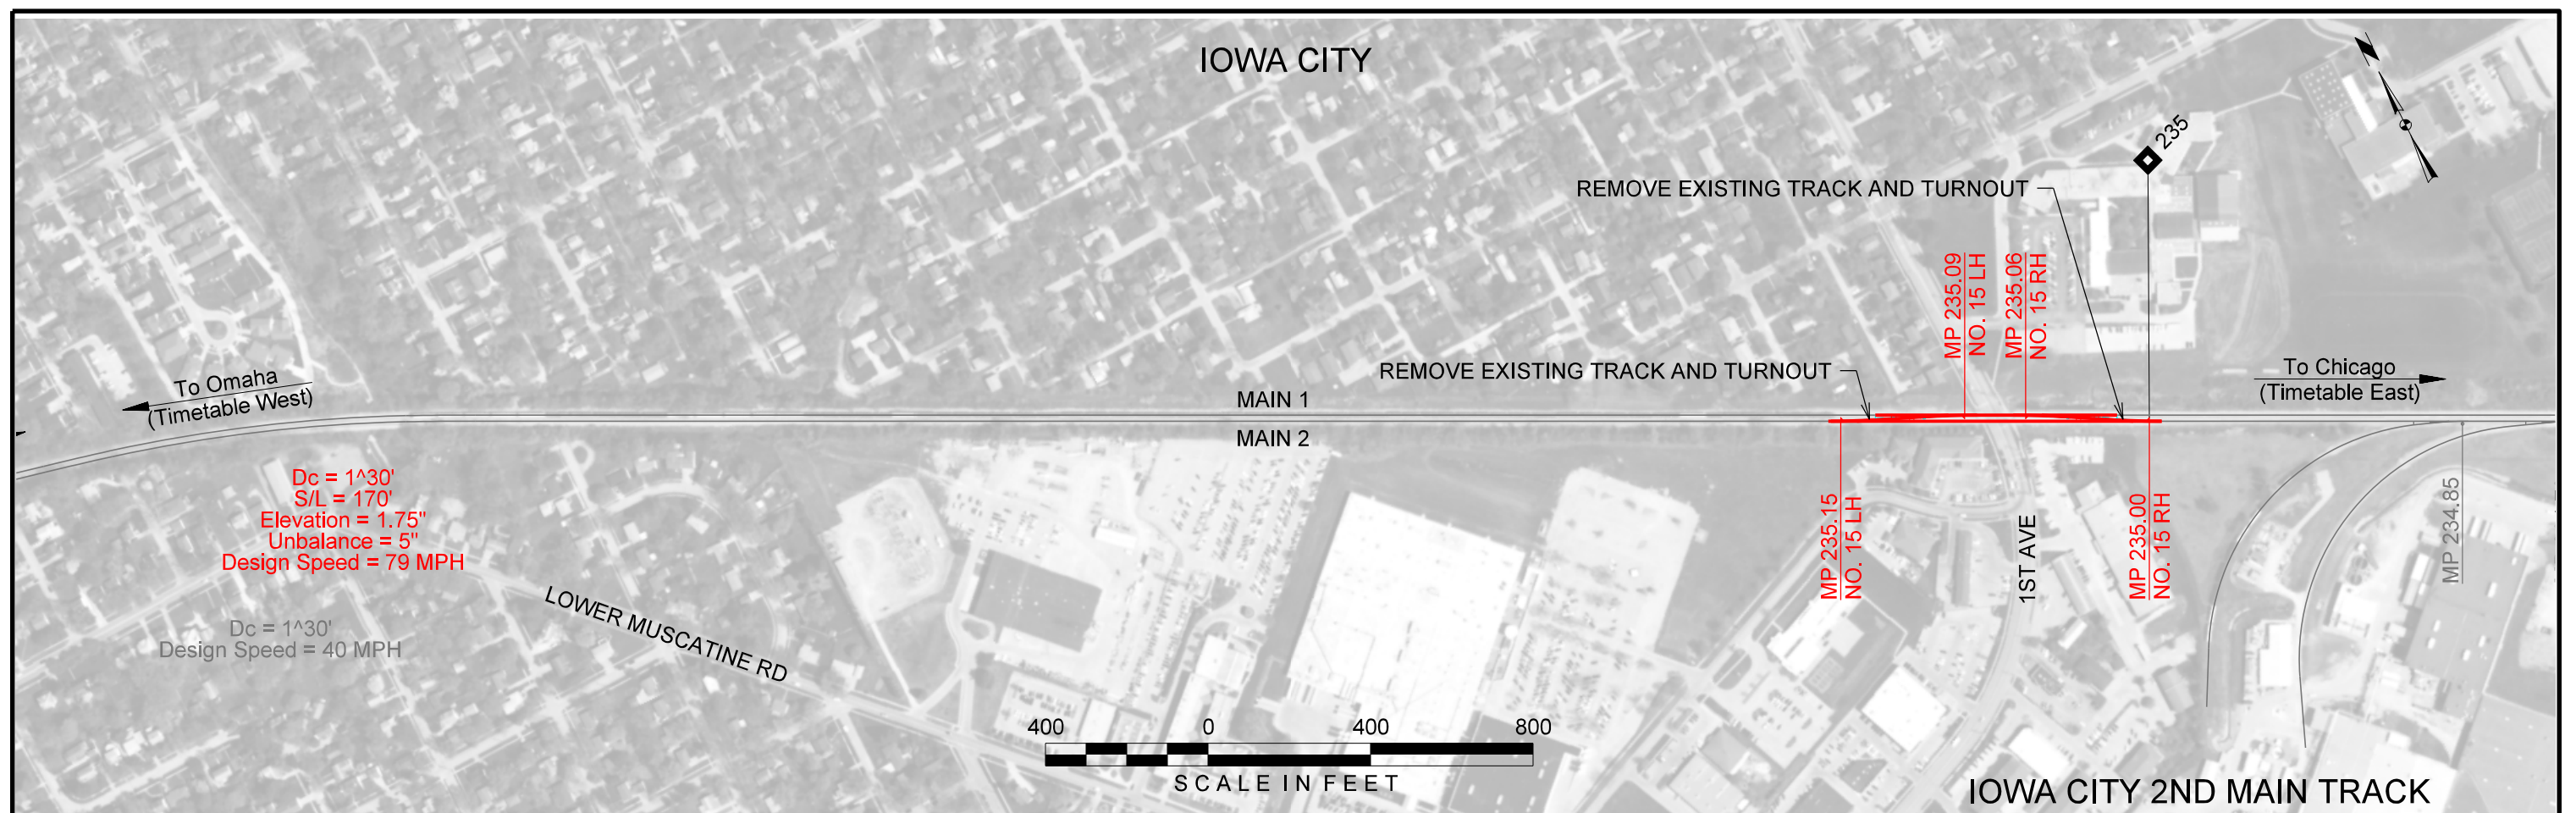 IOWA CITY
235
REMOVE EXISTING TRACK AND TURNOUT
MP 235.09
NO. 15 LH
MP 235.06
NO. 15 RH
REMOVE EXISTING TRACK AND TURNOUT
To Omaha
(Timetable West)
To Chicago
(Timetable East)
MAIN 1
MAIN 2
Dc = 1^30'
S/L = 170'
Elevation = 1.75"
Unbalance = 5"
Design Speed = 79 MPH
MP 235.15
NO. 15 LH
1ST AVE
MP 235.00
NO. 15 RH
MP 234.85
Dc = 1^30'
Design Speed = 40 MPH
LOWER MUSCATINE RD
400 0 400 800
SCALE IN FEET
IOWA CITY 2ND MAIN TRACK